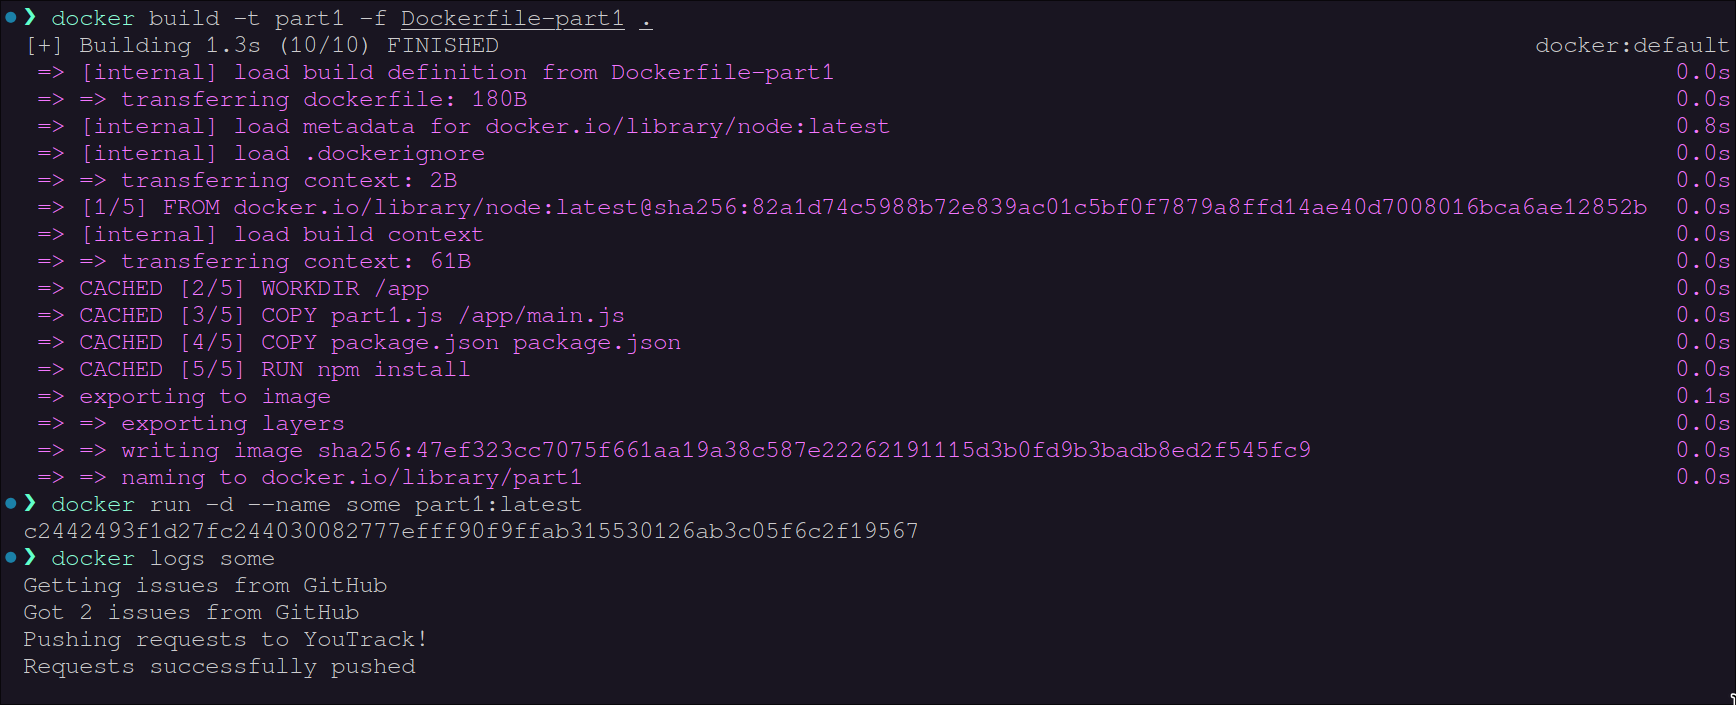 ❯ docker build -t part1 -f Dockerfile-part1 .
[+] Building 1.3s (10/10) FINISHED docker:default
=> [internal] load build definition from Dockerfile-part1 0.0s
=> => transferring dockerfile: 180B 0.0s
=> [internal] load metadata for docker.io/library/node:latest 0.8s
=> [internal] load .dockerignore 0.0s
=> => transferring context: 2B 0.0s
=> [1/5] FROM docker.io/library/node:latest@sha256:82a1d74c5988b72e839ac01c5bf0f7879a8ffd14ae40d7008016bca6ae12852b 0.0s
=> [internal] load build context 0.0s
=> => transferring context: 61B 0.0s
=> CACHED [2/5] WORKDIR /app 0.0s
=> CACHED [3/5] COPY part1.js /app/main.js 0.0s
=> CACHED [4/5] COPY package.json package.json 0.0s
=> CACHED [5/5] RUN npm install 0.0s
=> exporting to image 0.1s
=> => exporting layers 0.0s
=> => writing image sha256:47ef323cc7075f661aa19a38c587e22262191115d3b0fd9b3badb8ed2f545fc9 0.0s
=> => naming to docker.io/library/part1 0.0s
❯ docker run -d --name some part1:latest
c2442493f1d27fc244030082777efff90f9ffab315530126ab3c05f6c2f19567
❯ docker logs some
Getting issues from GitHub
Got 2 issues from GitHub
Pushing requests to YouTrack!
Requests successfully pushed